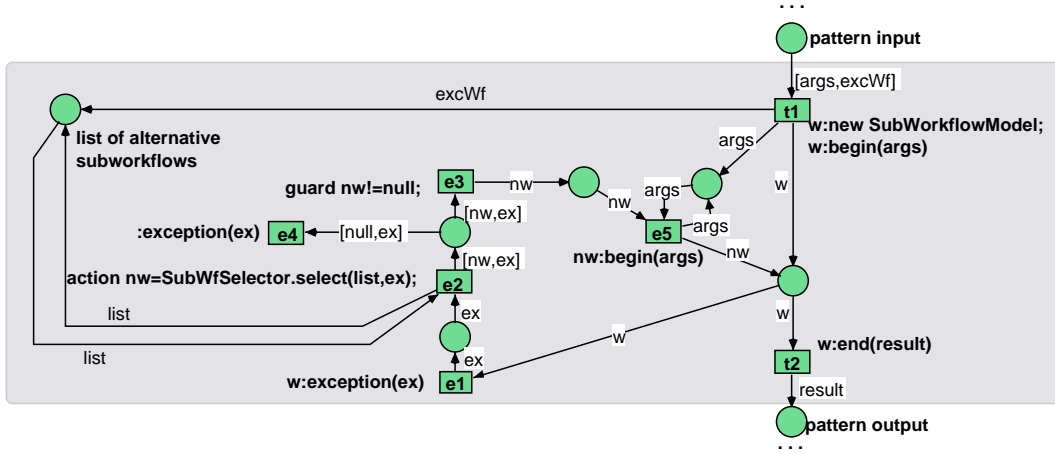 . . .
pattern input
[args,excWf]
excWf
t1
w:new SubWorkflowModel;
w:begin(args)
list of alternative
subworkflows
args
guard nw!=null;
e3
nw
args
w
nw
[nw,ex]
args
:exception(ex)
e4
[null,ex]
e5
nw
nw:begin(args)
[nw,ex]
action nw=SubWfSelector.select(list,ex);
e2
list
ex
w
w
w:end(result)
list
ex
t2
w:exception(ex)
e1
result
pattern output
. . .